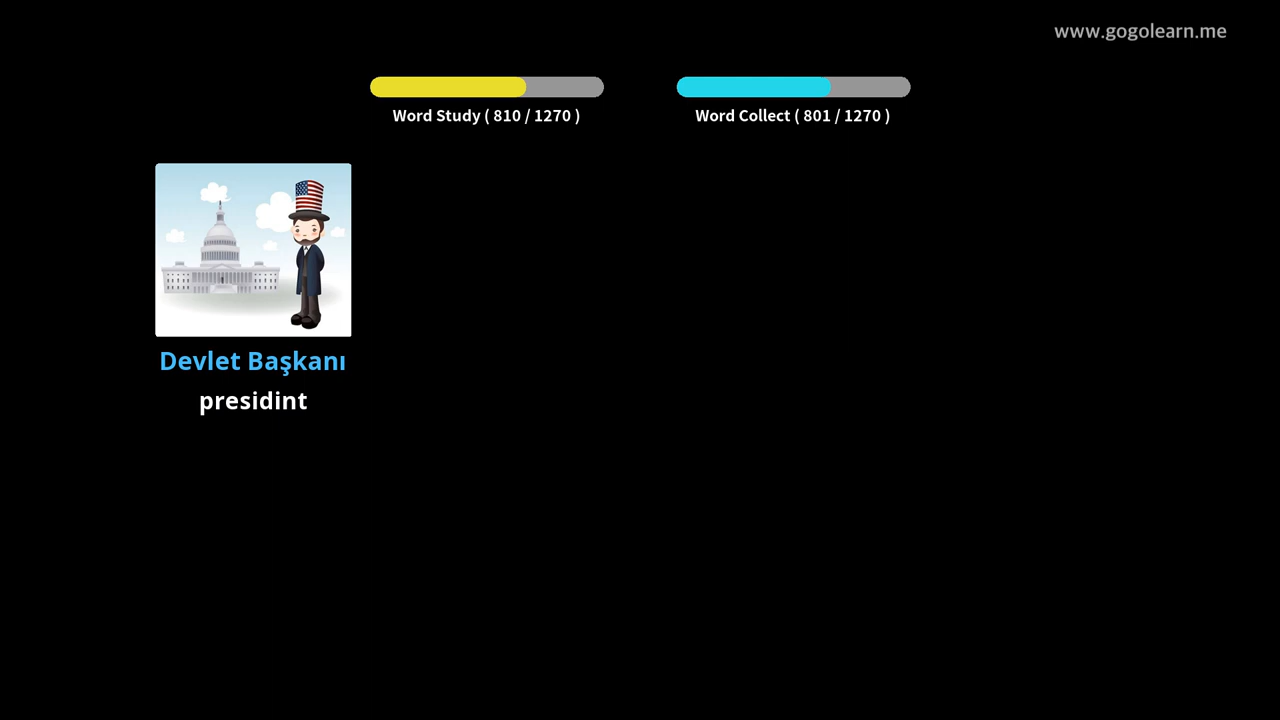 www.gogolearn.me
Word Study ( 810 / 1270 )
Word Collect ( 801 / 1270 )
Devlet Başkanı
presidint